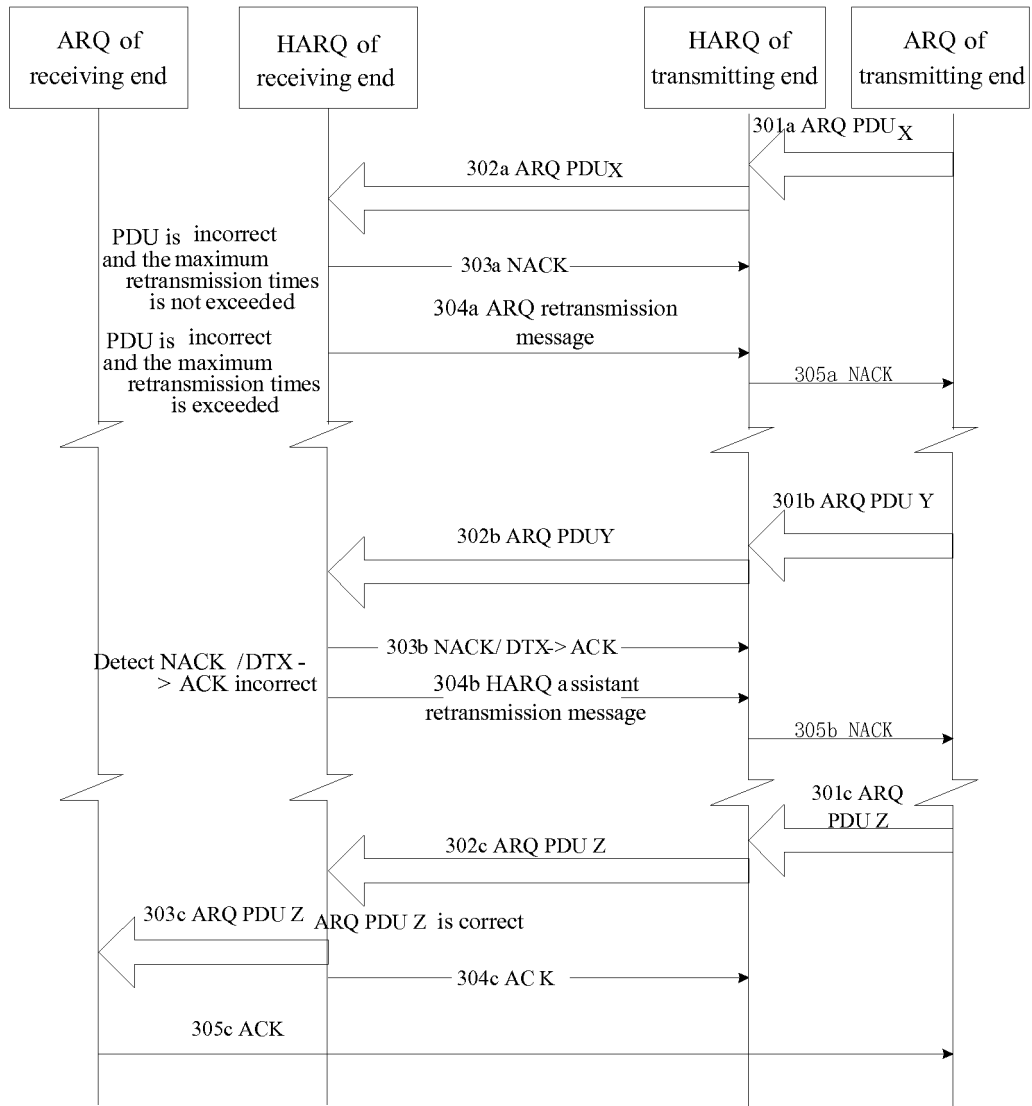 ARQ of
receiving end
HARQ of
receiving end
HARQ of
transmitting end
ARQ of
transmitting end
301a ARQ PDU X
302a ARQ PDUX
PDU is incorrect
and the maximum
retransmission times
is not exceeded
303a NACK
304a ARQ retransmission
message
PDU is incorrect
and the maximum
retransmission times
is exceeded
305a NACK
301b ARQ PDU Y
302b ARQ PDUY
303b NACK/DTX-> ACK
Detect NACK /DTX -
> ACK incorrect
304b HARQ assistant
retransmission message
305b NACK
301c ARQ
PDU Z
302c ARQ PDU Z
303c ARQ PDU Z
ARQ PDU Z is correct
304c ACK
305c ACK